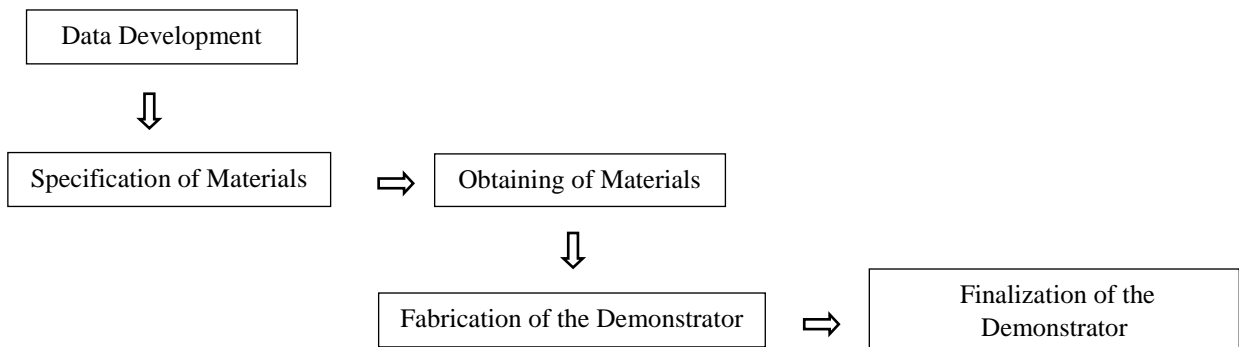 Data Development
Specification of Materials
Obtaining of Materials
Fabrication of the Demonstrator
Finalization of the
Demonstrator